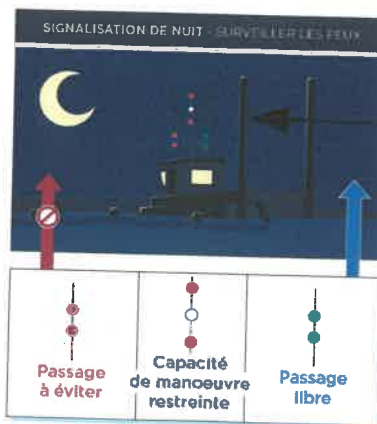 SIGNALISATION DE NUIT - SURVEILLER LES FEUX
Passage
à éviter
Capacité
de manoeuvre
restreinte
Passage
libre